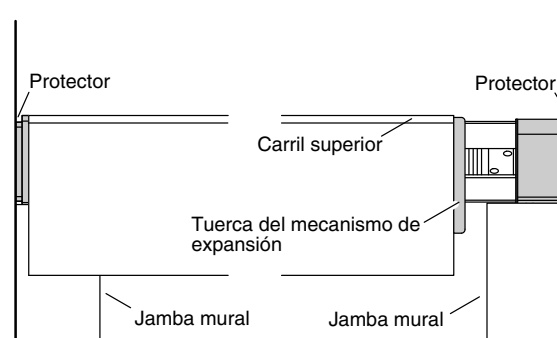 Protector
Protector
Carril superior
Tuerca del mecanismo de
expansión
Jamba mural
Jamba mural